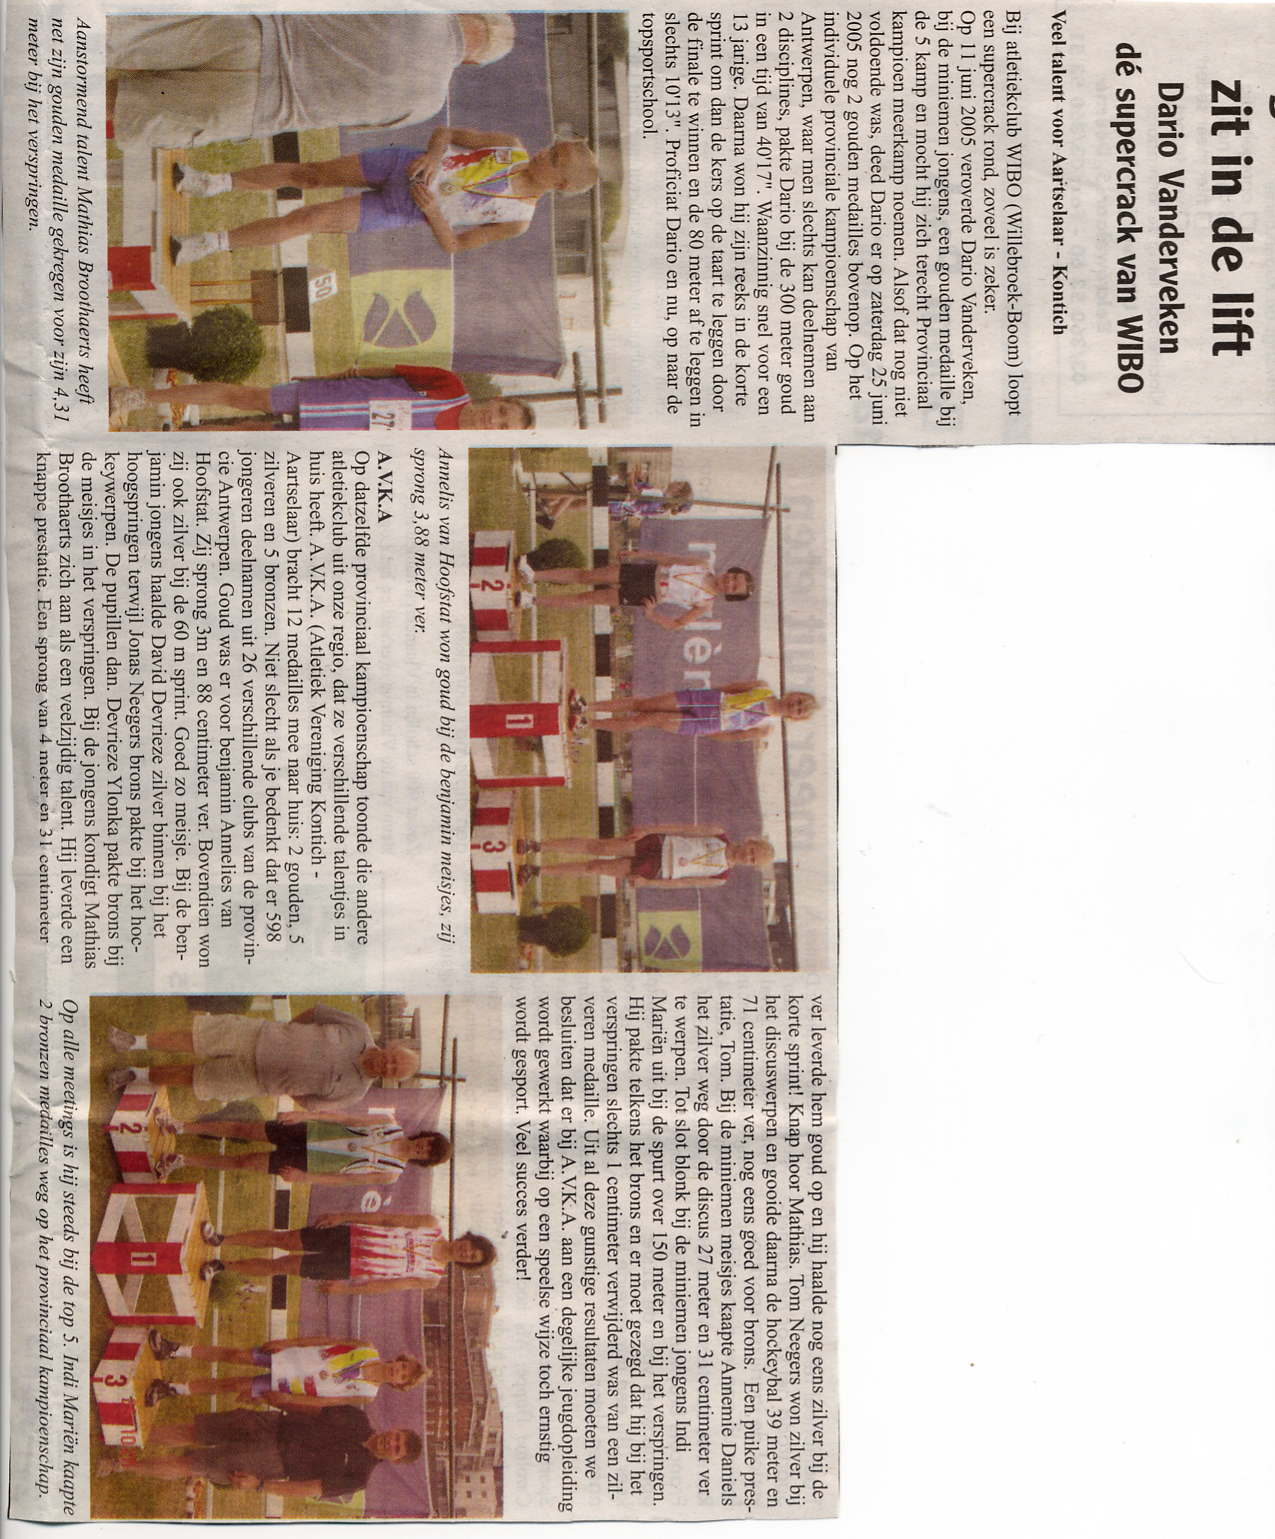 zit in de lift
Dario Vanderveken
dé supercrack van WIBO
Veel talent voor Aartselaar - Kontich
Bij atletiekclub WIBO (Willebroek-Boom) loopt
een supercrack rond, zoveel is zeker.
Op 11 juni 2005 veroverde Dario Vanderveken,
bij de miniemen jongens, een gouden medaille bij
de 5 kamp en mocht hij zich terecht Provinciaal
kampioen meerkamp noemen. Alsof dat nog niet
voldoende was, deed Dario er op zaterdag 25 juni
2005 nog 2 gouden medailles bovenop. Op het
individuele provinciale kampioenschap van
Antwerpen, waar men slechts kan deelnemen aan
2 disciplines, pakte Dario bij de 300 meter goud
in een tijd van 40'17". Waanzinnig snel voor een
13 jarige. Daarna won hij zijn reeks in de korte
sprint om dan de kers op de taart te leggen door
de finale te winnen en de 80 meter af te leggen in
slechts 10'13". Proficiat Dario en nu, op naar de
topsportschool.
50
27
Aanstormend talent Mathias Broothaerts heeft
net zijn gouden medaille gekregen voor zijn 4,31
meter bij het verspringen.
2
1
3
Annelis van Hoofstat won goud bij de benjamin meisjes, zij
sprong 3,88 meter ver.
A.V.K.A
Op datzelfde provinciaal kampioenschap toonde die andere
atletiekclub uit onze regio, dat ze verschillende talentjes in
huis heeft. A.V.K.A. (Atletiek Vereniging Kontich -
Aartselaar) bracht 12 medailles mee naar huis: 2 gouden, 5
zilveren en 5 bronzen. Niet slecht als je bedenkt dat er 598
jongeren deelnamen uit 26 verschillende clubs van de provin-
cie Antwerpen. Goud was er voor benjamin Annelies van
Hoofstat. Zij sprong 3m en 88 centimeter ver. Bovendien won
zij ook zilver bij de 60 m sprint. Goed zo meisje. Bij de ben-
jamin jongens haalde David Devrieze zilver binnen bij het
hoogspringen terwijl Jonas Neegers brons pakte bij het hoc-
keywerpen. De pupillen dan. Devrieze Ylonka pakte brons bij
de meisjes in het verspringen. Bij de jongens kondigt Mathias
Broothaerts zich aan als een veelzijdig talent. Hij leverde een
knappe prestatie. Een sprong van 4 meter en 31 centimeter
ver leverde hem goud op en hij haalde nog eens zilver bij de
korte sprint! Knap hoor Mathias. Tom Neegers won zilver bij
het discuswerpen en gooide daarna de hockeybal 39 meter en
71 centimeter ver, nog eens goed voor brons. Een puike pres-
tatie, Tom. Bij de miniemen meisjes kaapte Annemie Daniels
het zilver weg door de discus 27 meter en 31 centimeter ver
te werpen. Tot slot blonk bij de miniemen jongens Indi
Mariën uit bij de spurt over 150 meter en bij het verspringen.
Hij pakte telkens het brons en er moet gezegd dat hij bij het
verspringen slechts 1 centimeter verwijderd was van een zil-
veren medaille. Uit al deze gunstige resultaten moeten we
besluiten dat er bij A.V.K.A. aan een degelijke jeugdopleiding
wordt gewerkt waarbij op een speelse wijze toch ernstig
wordt gesport. Veel succes verder!
2
1
3
Op alle meetings is hij steeds bij de top 5. Indi Mariën kaapte
2 bronzen medailles weg op het provinciaal kampioenschap.